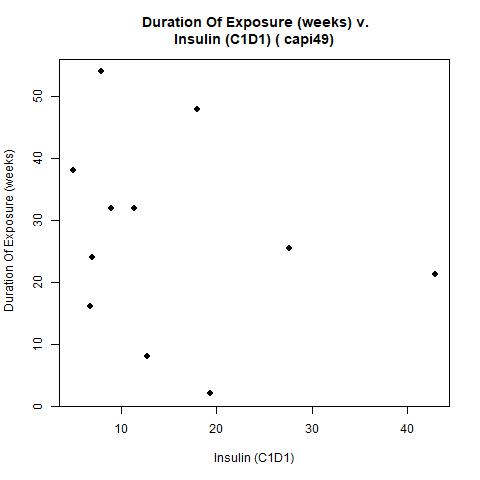 Duration Of Exposure (weeks) v.
Insulin (C1D1) ( capi49)
Duration Of Exposure (weeks)
50
40
30
20
10
0
10 20 30 40
Insulin (C1D1)